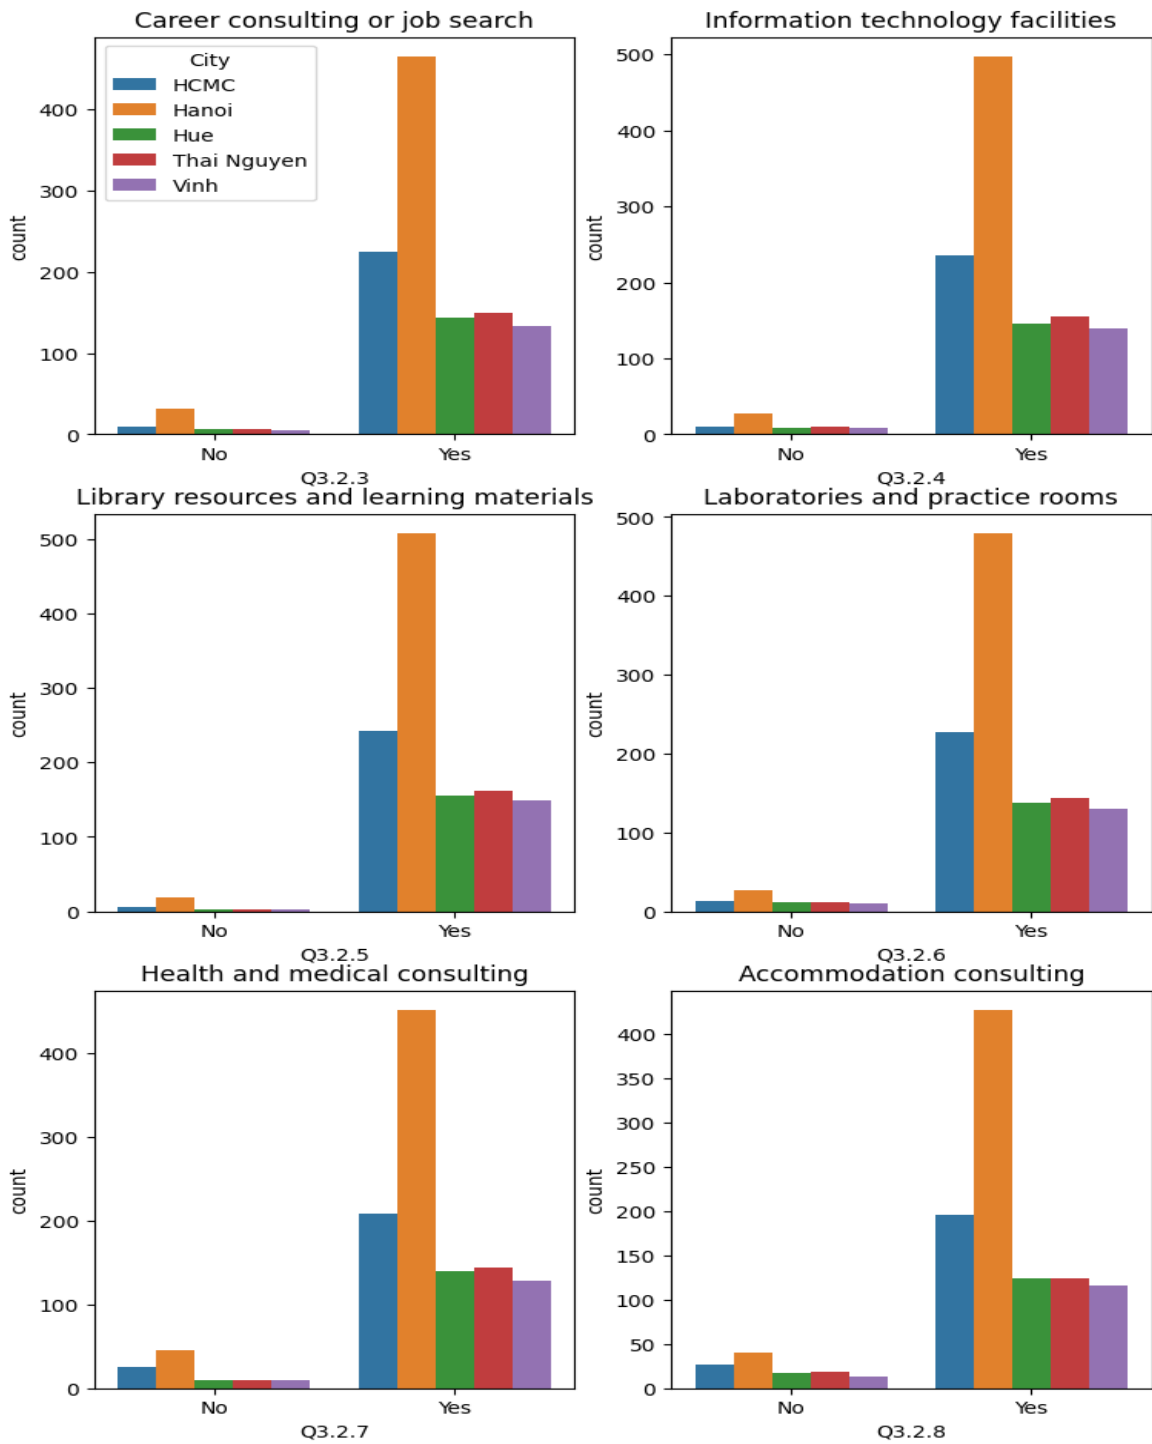 Career consulting or job search
count
400
300
200
100
0
City
HCMC
Hanoi
Hue
Thai Nguyen
Vinh
No
Yes
Q3.2.3
Information technology facilities
count
500
400
300
200
100
0
No
Yes
Q3.2.4
Library resources and learning materials
count
500
400
300
200
100
0
No
Yes
Q3.2.5
Laboratories and practice rooms
count
500
400
300
200
100
0
No
Yes
Q3.2.6
Health and medical consulting
count
400
300
200
100
0
No
Yes
Q3.2.7
Accommodation consulting
count
400
350
300
250
200
150
100
50
0
No
Yes
Q3.2.8